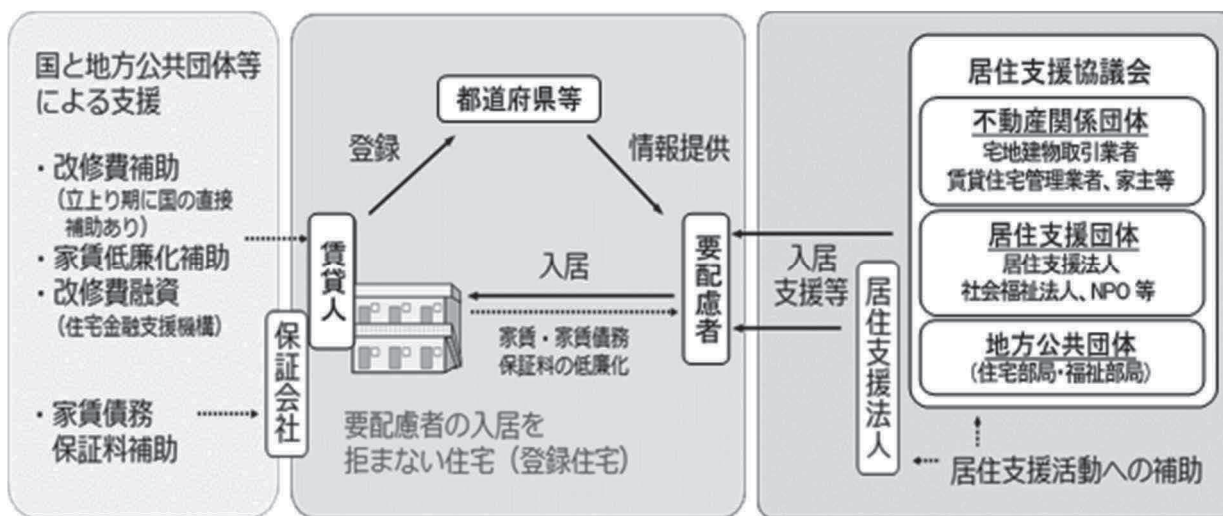 国と地方公共団体等
による支援
・改修費補助
(立上り期に国の直接
補助あり)
・家賃低廉化補助
・改修費融資
(住宅金融支援機構)
・家賃債務
保証料補助
保証会社
賃貸人
都道府県等
登録
情報提供
入居
家賃・家賃債務
保証料の低廉化
要配慮者の入居を
拒まない住宅(登録住宅)
要配慮者
入居
支援等
居住支援法人
居住支援協議会
不動産関係団体
宅地建物取引業者
賃貸住宅管理業者、家主等
居住支援団体
居住支援法人
社会福祉法人、NPO 等
地方公共団体
(住宅部局・福祉部局)
居住支援活動への補助